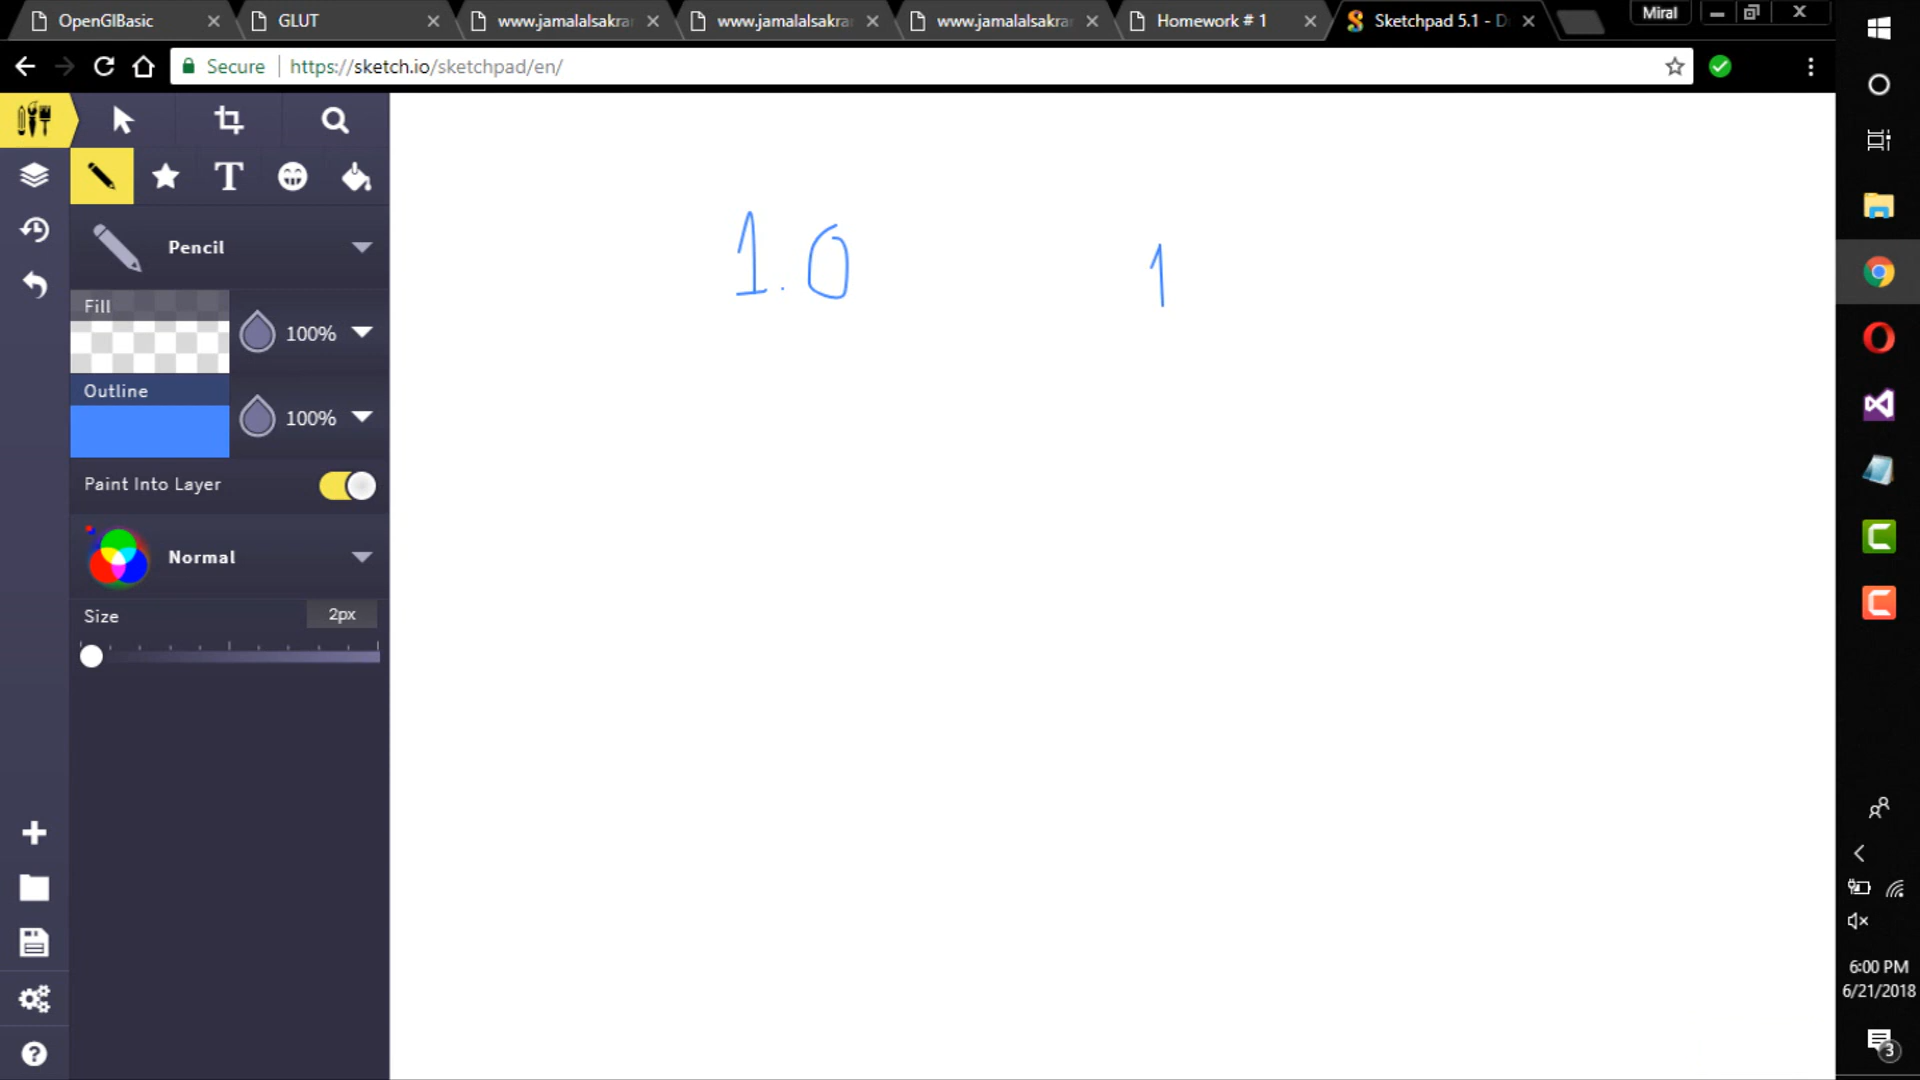 OpenGlBasic GLUT www.jamalalsakran www.jamalalsakra www.jamalalsakra Homework # 1 Sketchpad 5.1 - D Miral
Secure https://sketch.io/sketchpad/en/
T
1.0 1
Pencil
Fill
100%
Outline
100%
Paint Into Layer
Normal
Size 2px
6:00 PM
6/21/2018
3